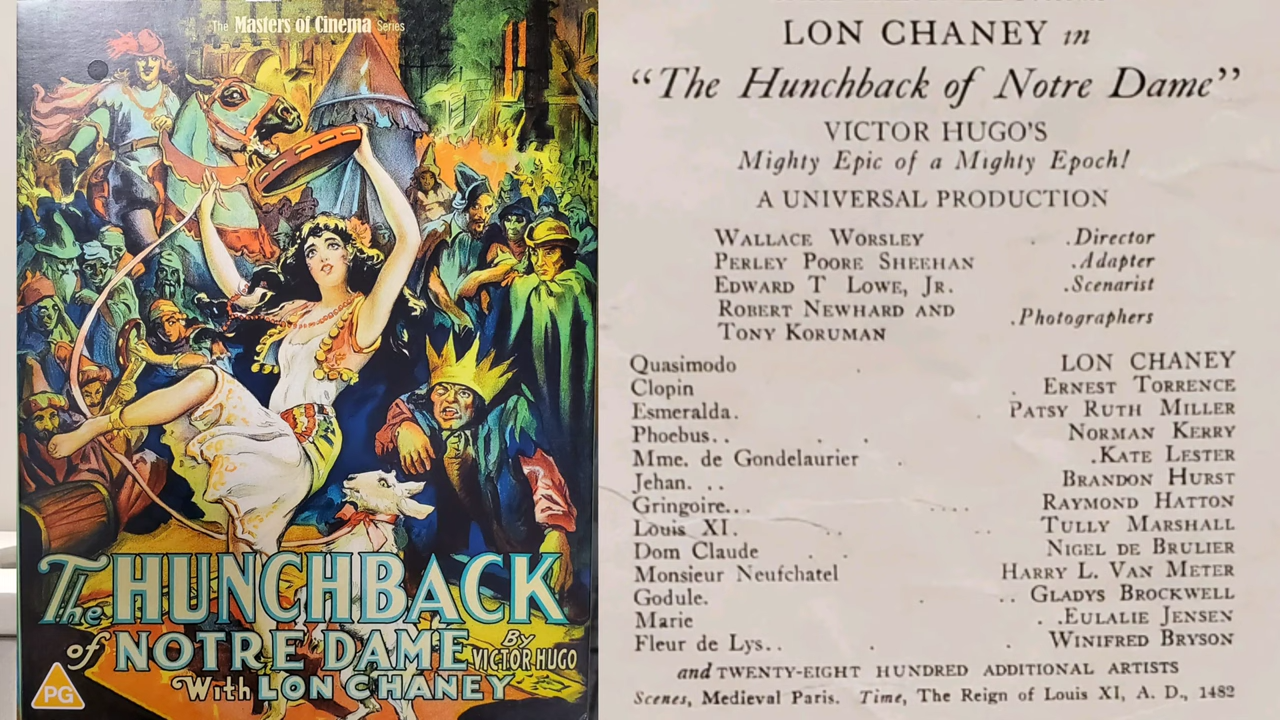 The Masters of Cinema Series
The HUNCHBACK
of NOTRE DAME BY
VICTOR HUGO
With LON CHANEY
PG
LON CHANEY in
“The Hunchback of Notre Dame”
VICTOR HUGO'S
Mighty Epic of a Mighty Epoch!
A UNIVERSAL PRODUCTION
WALLACE WORSLEY . .Director
PERLEY POORE SHEEHAN .Adapter
EDWARD T LOWE, JR. .Scenarist
ROBERT NEWHARD AND
TONY KORUMAN .Photographers
Quasimodo . LON CHANEY
Clopin . ERNEST TORRENCE
Esmeralda. . PATSY RUTH MILLER
Phoebus. . . . NORMAN KERRY
Mme. de Gondelaurier . .KATE LESTER
Jehan. . . BRANDON HURST
Gringoire... .... RAYMOND HATTON
Louis XI. . . . . TULLY MARSHALL
Dom Claude . . NIGEL DE BRULIER
Monsieur Neufchatel HARRY L. VAN METER
Godule. . . . GLADYS BROCKWELL
Marie . .EULALIE JENSEN
Fleur de Lys. . . . WINIFRED BRYSON
and TWENTY-EIGHT HUNDRED ADDITIONAL ARTISTS
Scenes, Medieval Paris. Time, The Reign of Louis XI, A. D., 1482